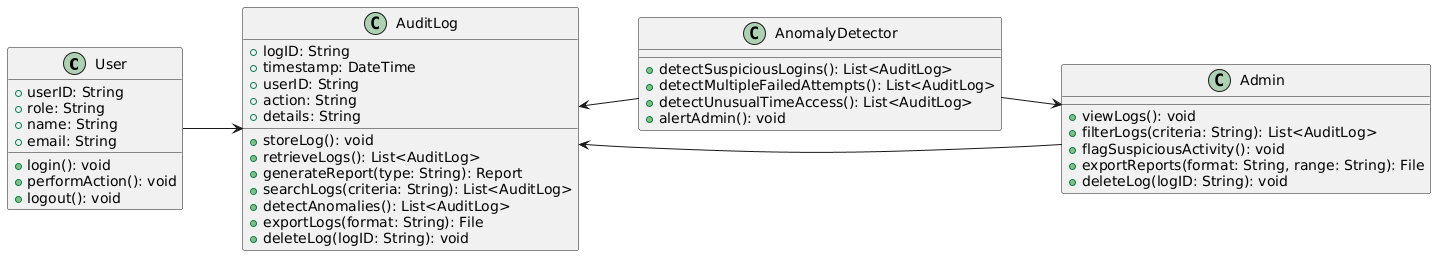 C User
userID: String
role: String
name: String
email: String
login(): void
performAction(): void
logout(): void
C AuditLog
logID: String
timestamp: DateTime
userID: String
action: String
details: String
storeLog(): void
retrieveLogs(): List<AuditLog>
generateReport(type: String): Report
searchLogs(criteria: String): List<AuditLog>
detectAnomalies(): List<AuditLog>
exportLogs(format: String): File
deleteLog(logID: String): void
C AnomalyDetector
detectSuspiciousLogins(): List<AuditLog>
detectMultipleFailedAttempts(): List<AuditLog>
detectUnusualTimeAccess(): List<AuditLog>
alertAdmin(): void
C Admin
viewLogs(): void
filterLogs(criteria: String): List<AuditLog>
flagSuspiciousActivity(): void
exportReports(format: String, range: String): File
deleteLog(logID: String): void